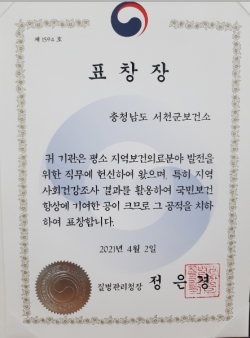 표창장
충청남도 서천군보건소
귀 기관은 평소 지역보건의료분야 발전을
위한 직무에 헌신하여 왔으며, 특히 지역
사회건강조사 결과를 활용하여 국민보건
향상에 기여한 공이 크므로 그 공적을 치하
하여 표창합니다.
2021년 4월 2일
질병관리청장 정은경